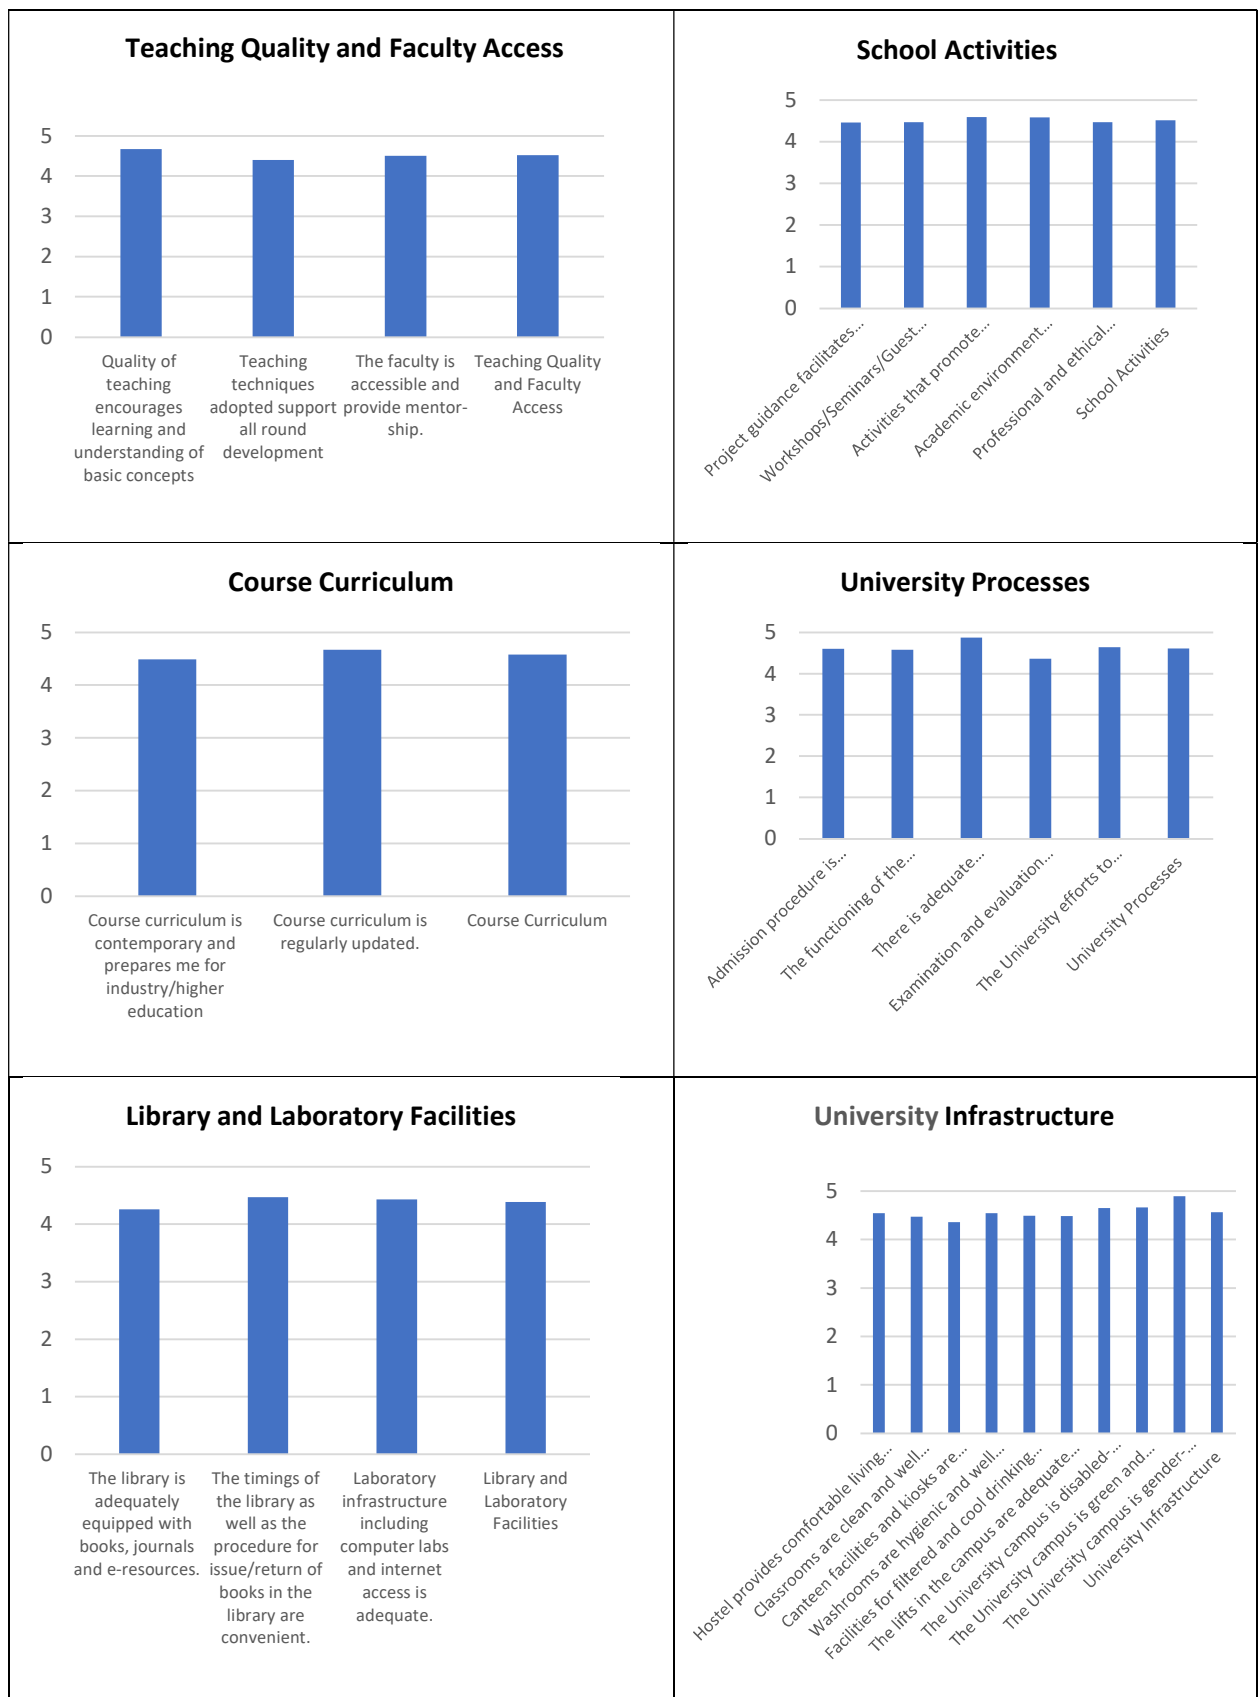 Teaching Quality and Faculty Access
5
4
3
2
1
0
Quality of
teaching
encourages
learning and
understanding of
basic concepts
Teaching
techniques
adopted support
all round
development
The faculty is
accessible and
provide mentor-
ship.
Teaching Quality
and Faculty
Access
School Activities
5
4
3
2
1
0
Project guidance facilitates...
Workshops/Seminars/Guest...
Activities that promote...
Academic environment...
Professional and ethical...
School Activities
Course Curriculum
5
4
3
2
1
0
Course curriculum is
contemporary and
prepares me for
industry/higher
education
Course curriculum is
regularly updated.
Course Curriculum
University Processes
5
4
3
2
1
0
Admission procedure is...
The functioning of the...
There is adequate...
Examination and evaluation...
The University efforts to...
University Processes
Library and Laboratory Facilities
5
4
3
2
1
0
The library is
adequately
equipped with
books, journals
and e-resources.
The timings of
the library as
well as the
procedure for
issue/return of
books in the
library are
convenient.
Laboratory
infrastructure
including
computer labs
and internet
access is
adequate.
Library and
Laboratory
Facilities
University Infrastructure
5
4
3
2
1
0
Hostel provides comfortable living...
Classrooms are clean and well...
Canteen facilities and kiosks are...
Washrooms are hygienic and well...
Facilities for filtered and cool drinking...
The lifts in the campus are adequate...
The University campus is disabled-...
The University campus is green and...
The University campus is gender-...
University Infrastructure